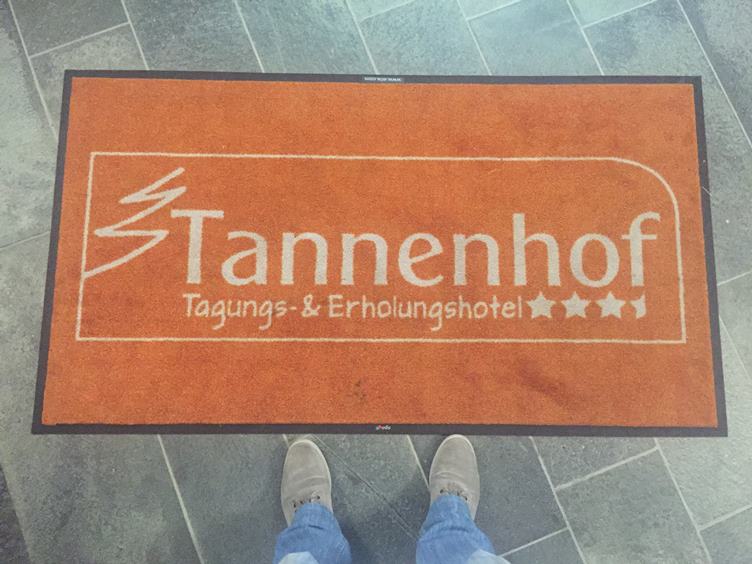 Tannenhof
Tagungs- & Erholungshotel